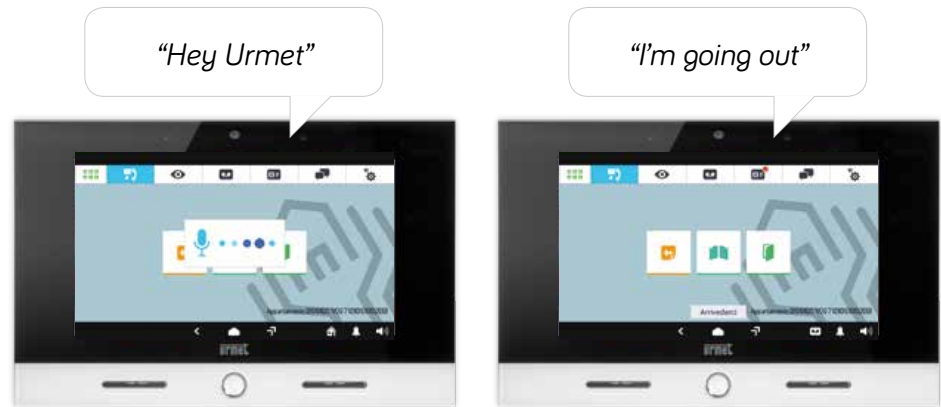 “Hey Urmet”
“I’m going out”
Arrivederci
urmet
urmet